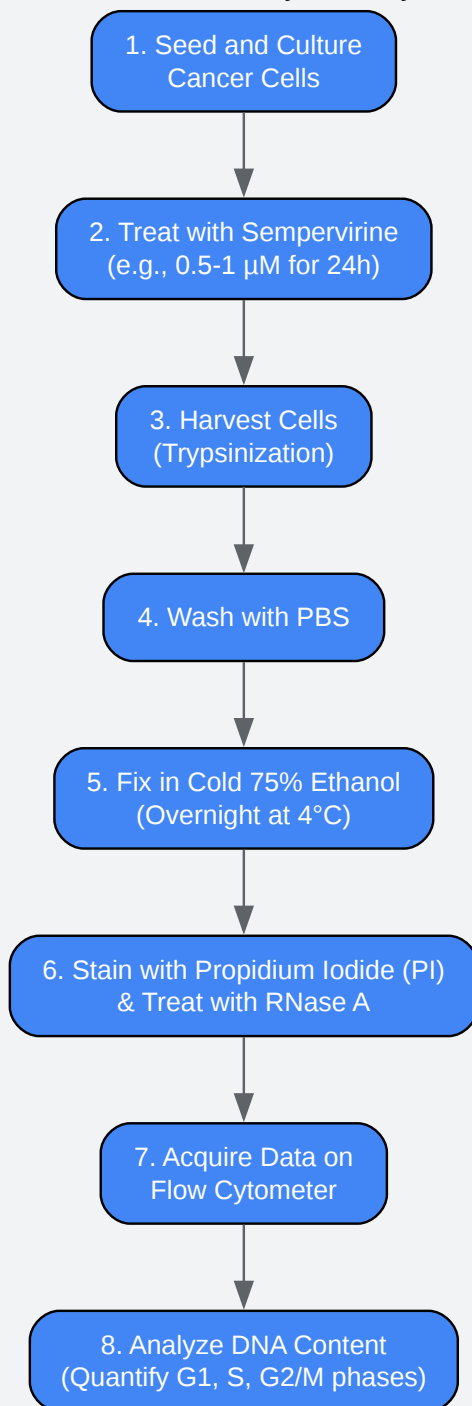 1. Seed and Culture
Cancer Cells
2. Treat with Sempervirine
(e.g., 0.5-1 µM for 24h)
3. Harvest Cells
(Trypsinization)
4. Wash with PBS
5. Fix in Cold 75% Ethanol
(Overnight at 4°C)
6. Stain with Propidium Iodide (PI)
& Treat with RNase A
7. Acquire Data on
Flow Cytometer
8. Analyze DNA Content
(Quantify G1, S, G2/M phases)